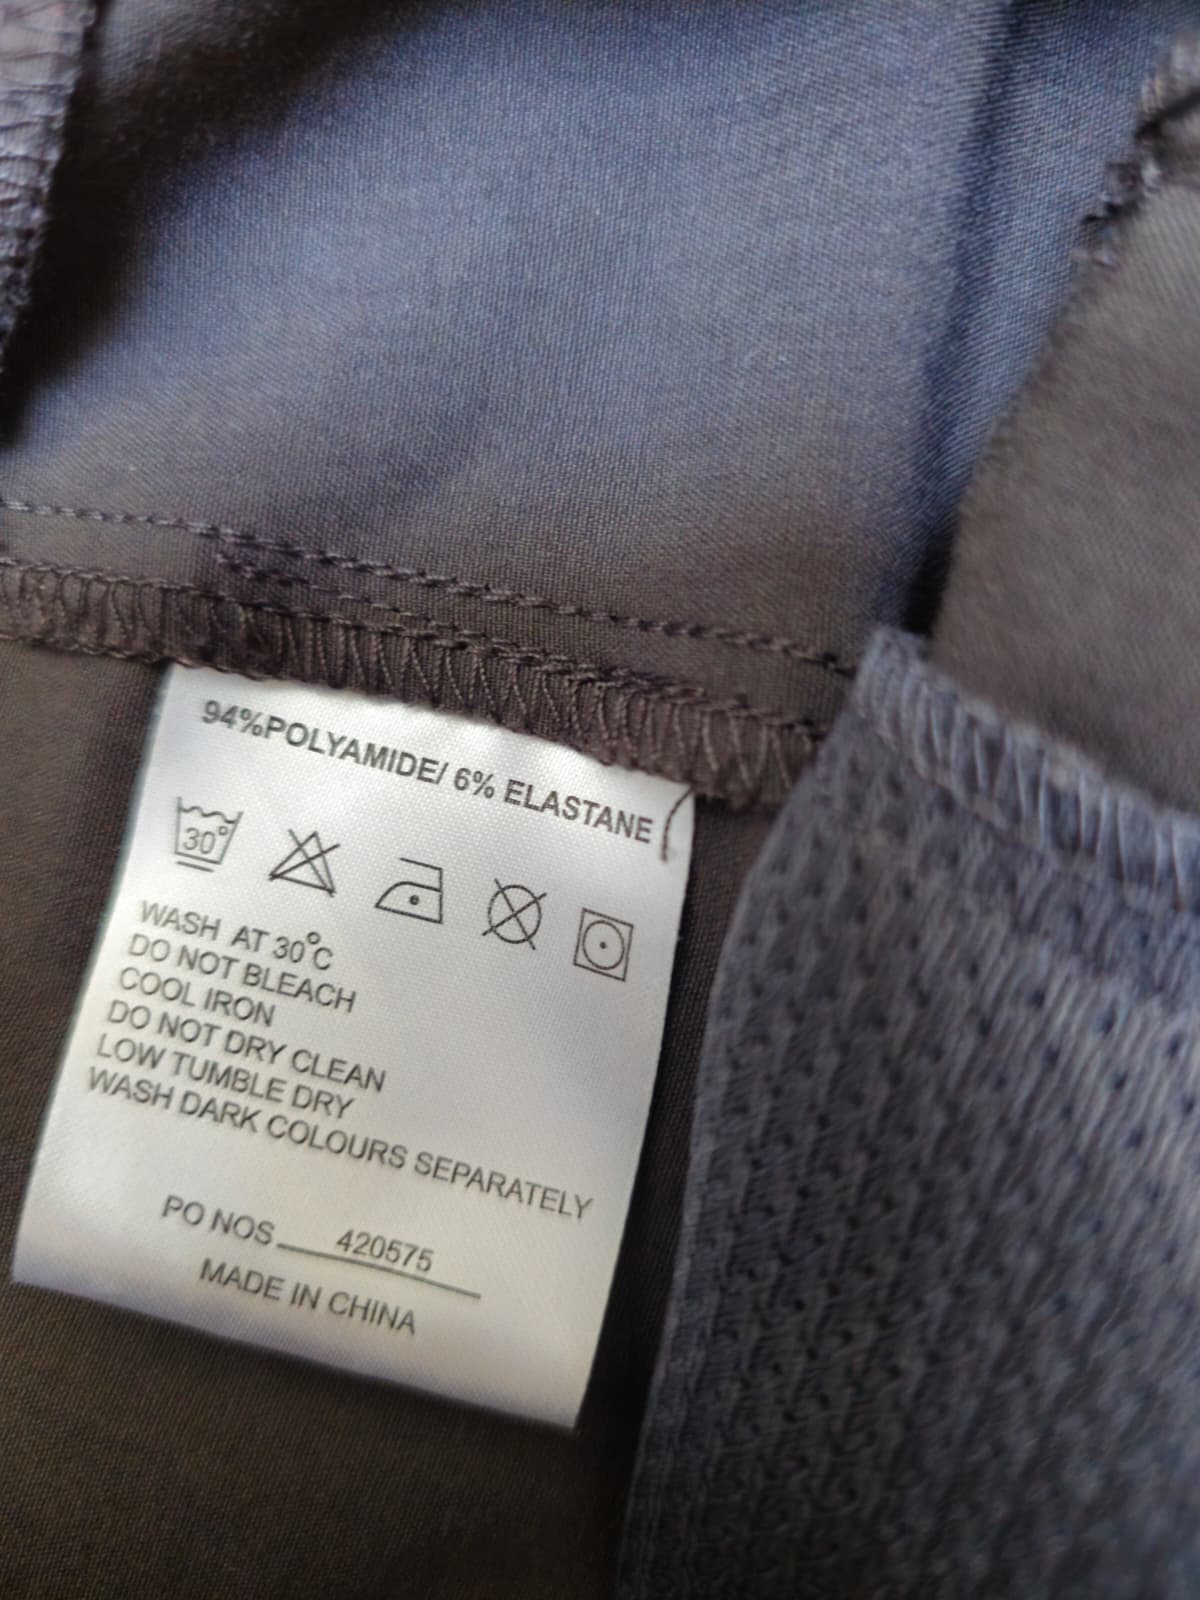 94%POLYAMIDE/ 6% ELASTANE
30°
WASH AT 30°C
DO NOT BLEACH
COOL IRON
DO NOT DRY CLEAN
LOW TUMBLE DRY
WASH DARK COLOURS SEPARATELY
PO NOS 420575
MADE IN CHINA